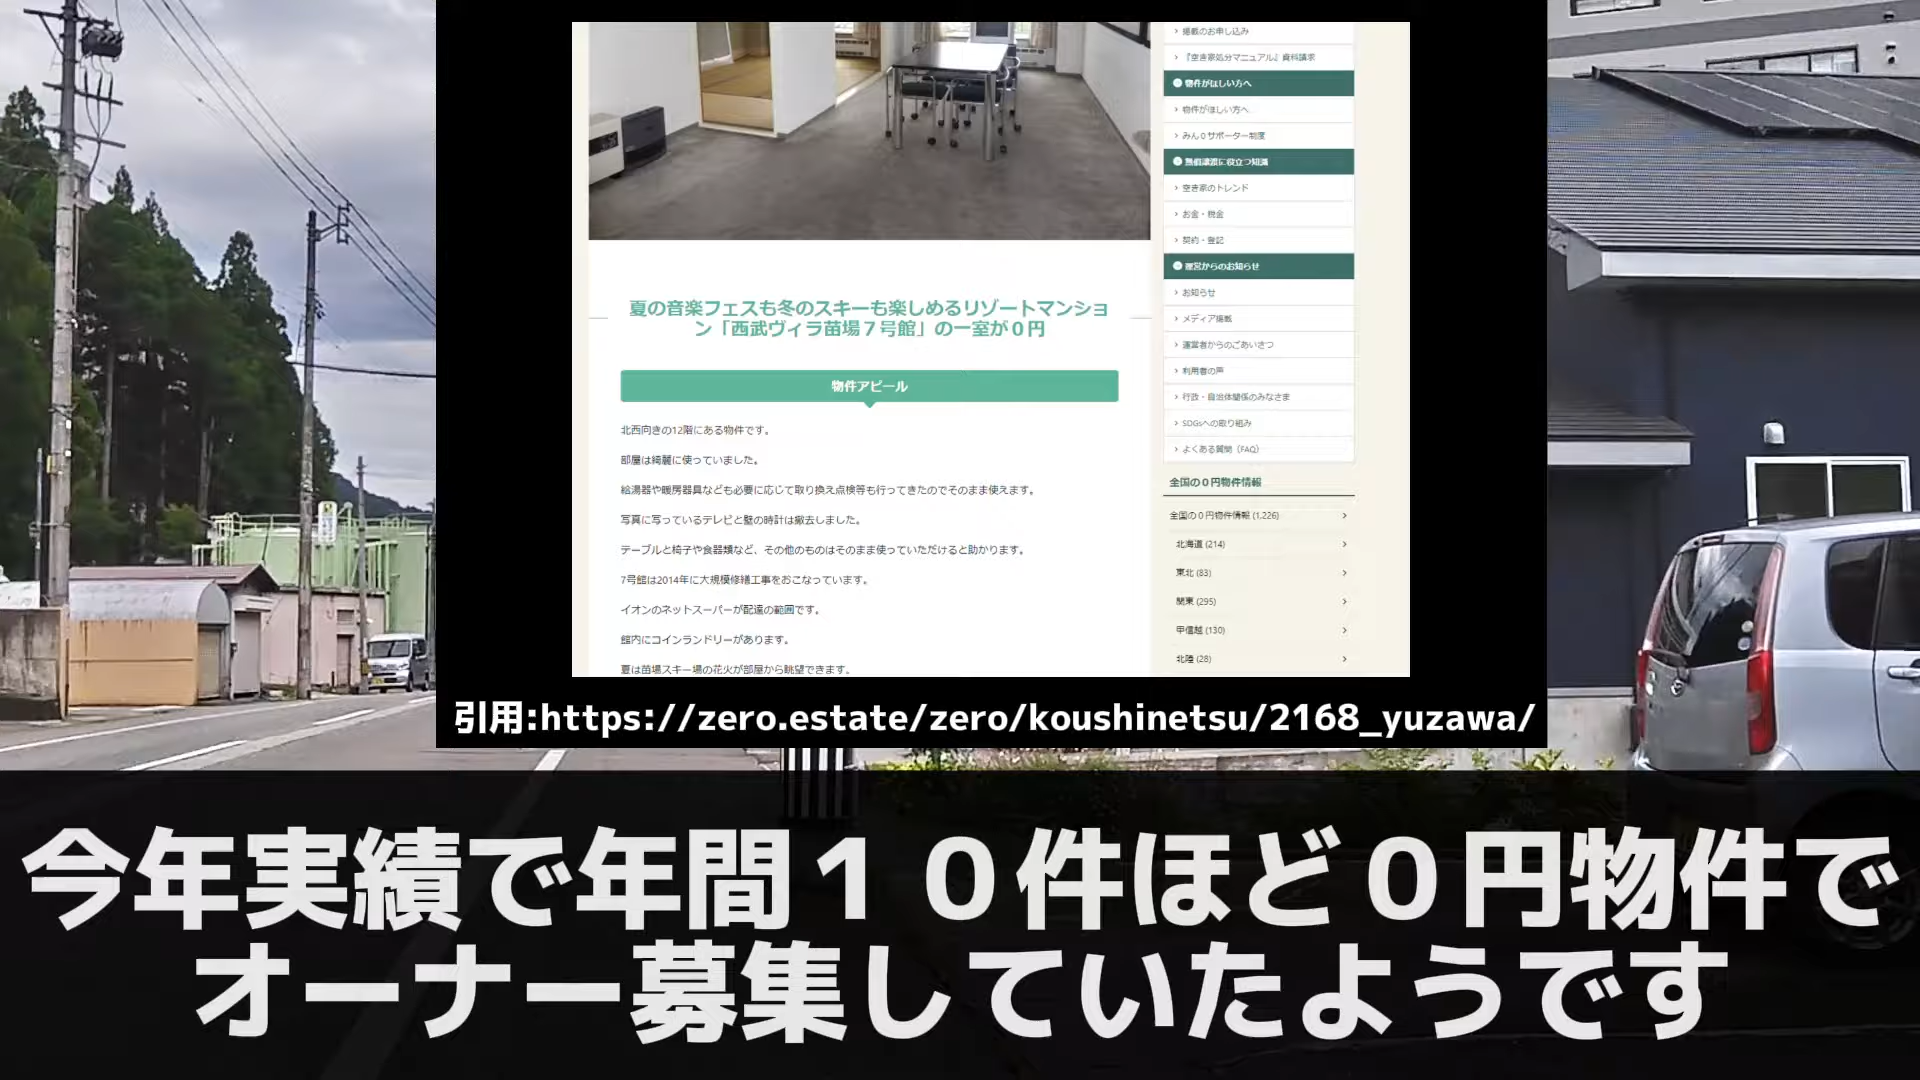 夏の音楽フェスも冬のスキーも楽しめるリゾートマンショ
ン「西武ヴィラ苗場７号館」の一室が０円
物件アピール
北西向きの12階にある物件です。
部屋は綺麗に使っていました。
給湯器や暖房器具なども必要に応じて取り換え点検等も行ってきたのでそのまま使えます。
写真に写っているテレビと壁の時計は撤去しました。
テーブルと椅子や食器類など、その他のものはそのまま使っていただけると助かります。
7号館は2014年に大規模修繕工事をおこなっています。
イオンのネットスーパーが配達の範囲です。
館内にコインランドリーがあります。
夏は苗場スキー場の花火が部屋から眺望できます。
掲載のお申し込み
『空き家処分マニュアル』資料請求
物件がほしい方へ
物件がほしい方へ
みん０サポーター制度
無償譲渡に役立つ知識
空き家のトレンド
お金・税金
契約・登記
運営からのお知らせ
お知らせ
メディア掲載
運営者からのごあいさつ
利用者の声
行政・自治体関係のみなさま
SDGsへの取り組み
よくある質問（FAQ）
全国の０円物件情報
全国の０円物件情報 (1,226)
北海道 (214)
東北 (83)
関東 (295)
甲信越 (130)
北陸 (28)
引用:https://zero.estate/zero/koushinetsu/2168_yuzawa/
今年実績で年間１０件ほど０円物件で
オーナー募集していたようです